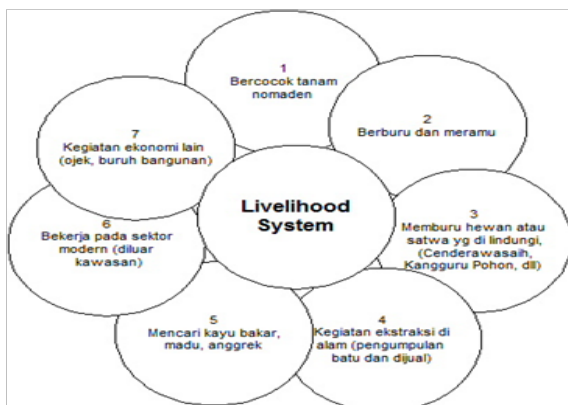 1
Bercocok tanam
nomaden
2
Berburu dan meramu
3
Memburu hewan atau
satwa yg di lindungi,
(Cenderawasaih,
Kangguru Pohon, dll)
4
Kegiatan ekstraksi di
alam (pengumpulan
batu dan dijual)
5
Mencari kayu bakar,
madu, anggrek
6
Bekerja pada sektor
modern (diluar
kawasan)
7
Kegiatan ekonomi lain
(ojek, buruh bangunan)
Livelihood
System